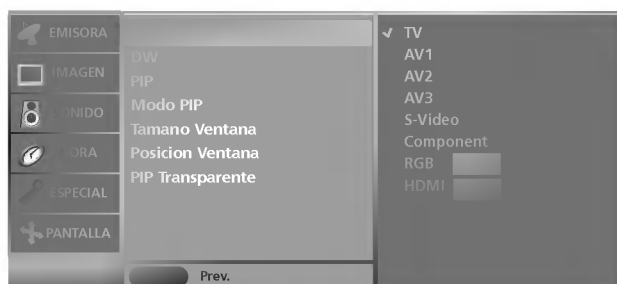 EMISORA
IMAGEN
SONIDO
HORA
ESPECIAL
PANTALLA
DW
PIP
Modo PIP
Tamano Ventana
Posicion Ventana
PIP Transparente
Prev.
✓ TV
AV1
AV2
AV3
S-Video
Component
RGB
HDMI